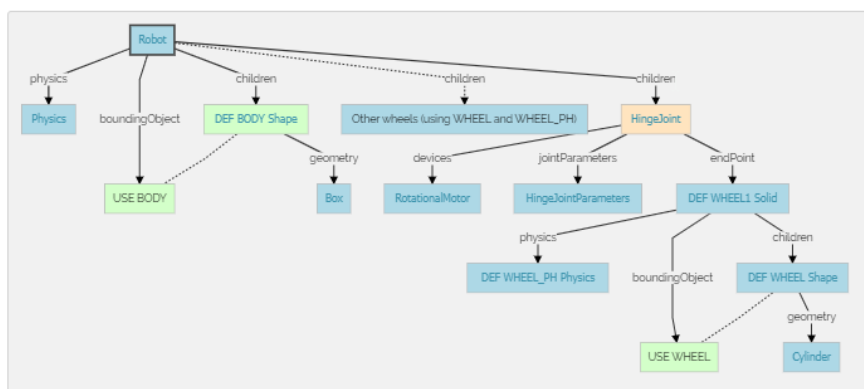 Robot
physics
children
children
children
boundingObject
Physics
DEF BODY Shape
Other wheels (using WHEEL and WHEEL_PH)
HingeJoint
geometry
devices
jointParameters
endPoint
USE BODY
Box
RotationalMotor
HingeJointParameters
DEF WHEEL1 Solid
physics
children
boundingObject
DEF WHEEL_PH Physics
DEF WHEEL Shape
geometry
USE WHEEL
Cylinder